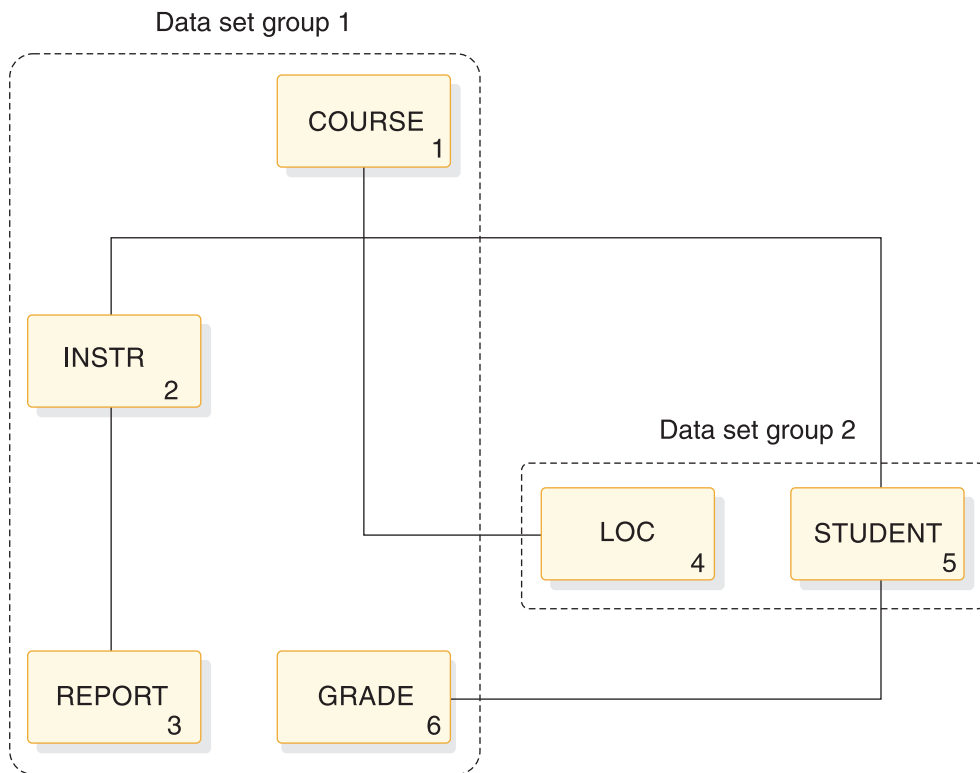 Data set group 1
COURSE
1
INSTR
2
Data set group 2
LOC
4
STUDENT
5
REPORT
3
GRADE
6